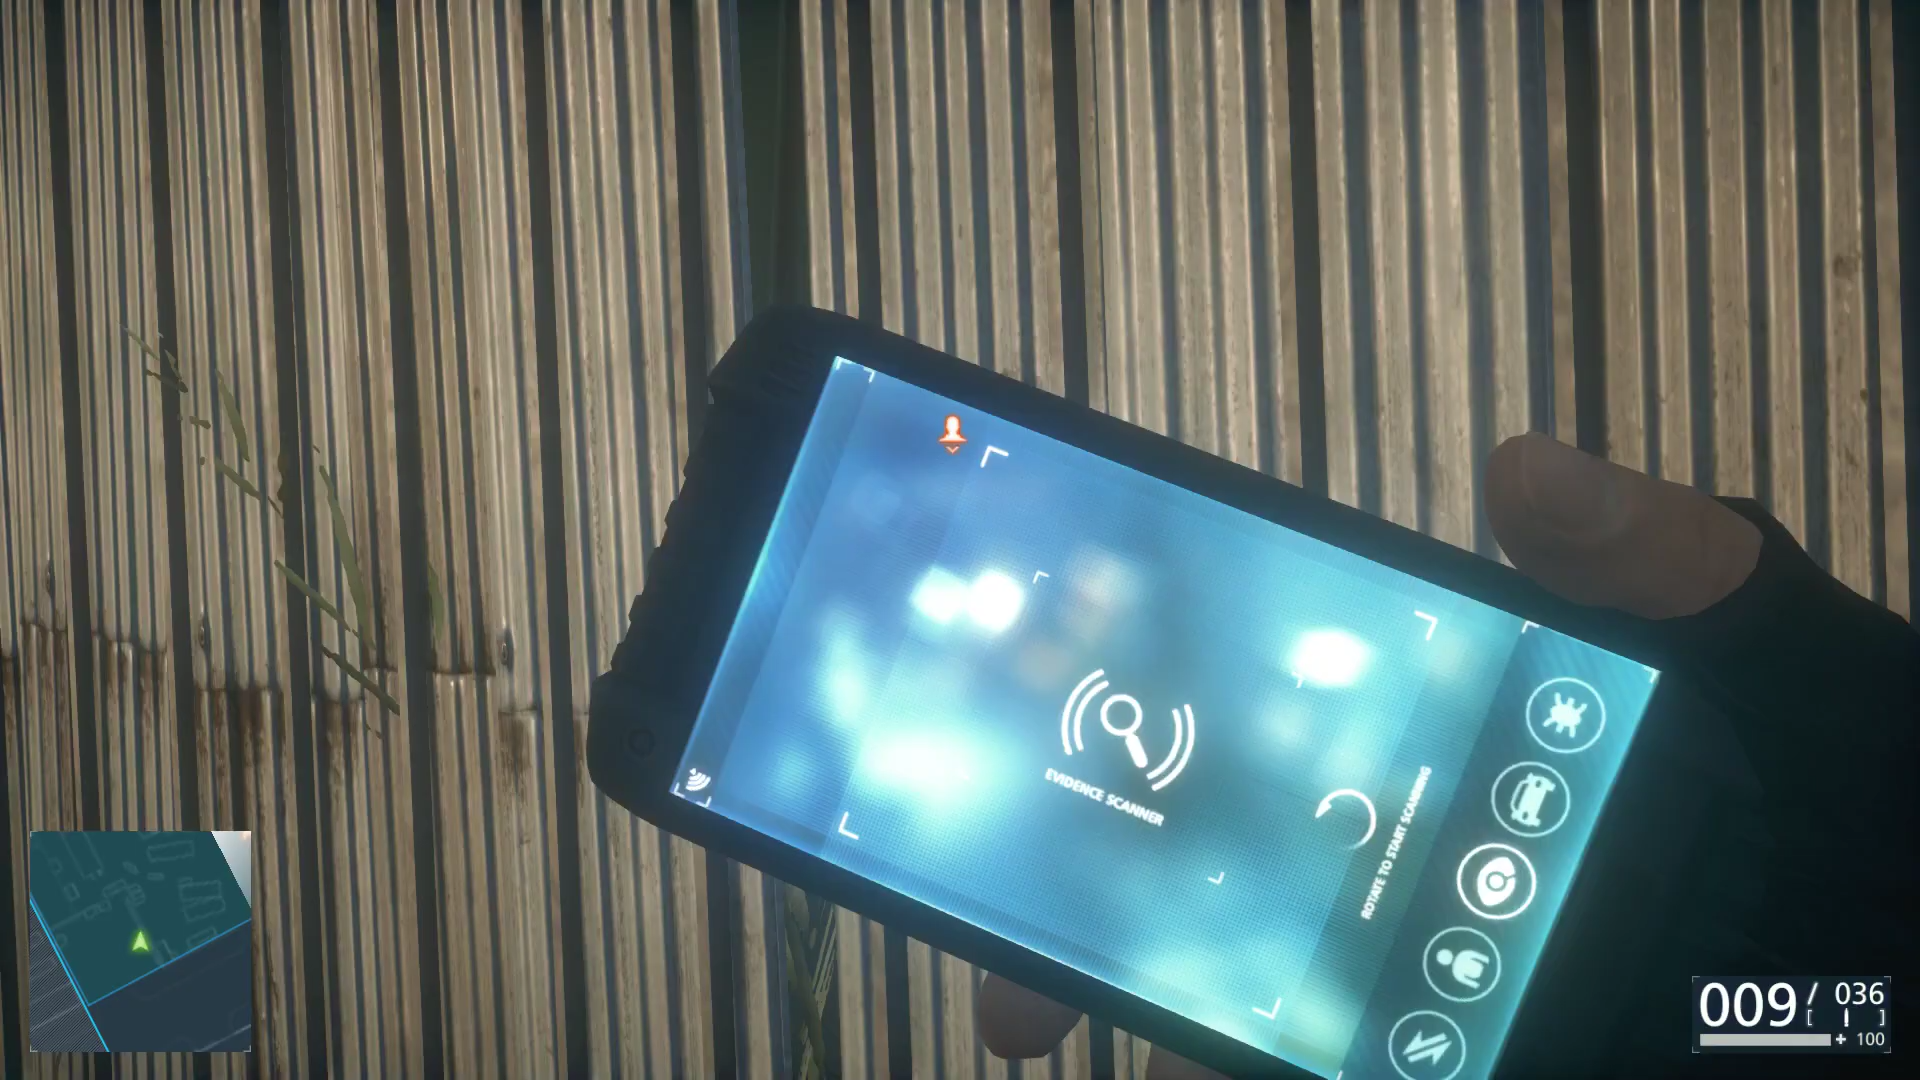 EVIDENCE SCANNER
ROTATE TO START SCANNING
009 / 036
[ ! ]
+ 100